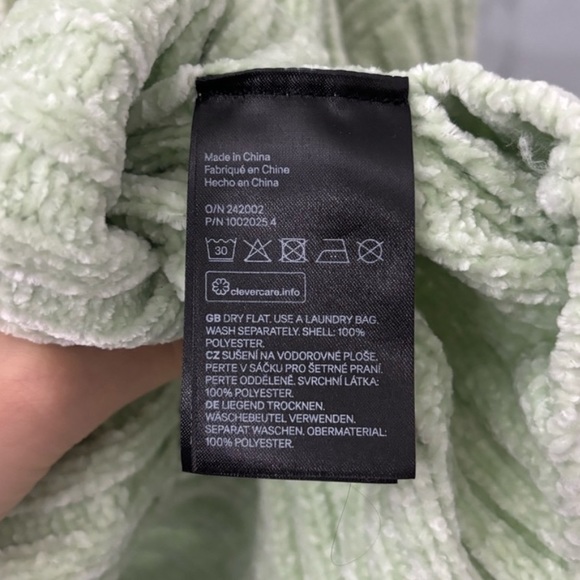 Made in China
Fabriqué en Chine
Hecho en China
O/N 242002
P/N 1002025 4
30
clevercare.info
GB DRY FLAT. USE A LAUNDRY BAG.
WASH SEPARATELY. SHELL: 100%
POLYESTER.
CZ SUŠENÍ NA VODOROVNÉ PLOŠE.
PERTE V SÁČKU PRO ŠETRNÉ PRANÍ.
PERTE ODDĚLENĚ. SVRCHNÍ LÁTKA:
100% POLYESTER.
DE LIEGEND TROCKNEN.
WÄSCHEBEUTEL VERWENDEN.
SEPARAT WASCHEN. OBERMATERIAL:
100% POLYESTER.